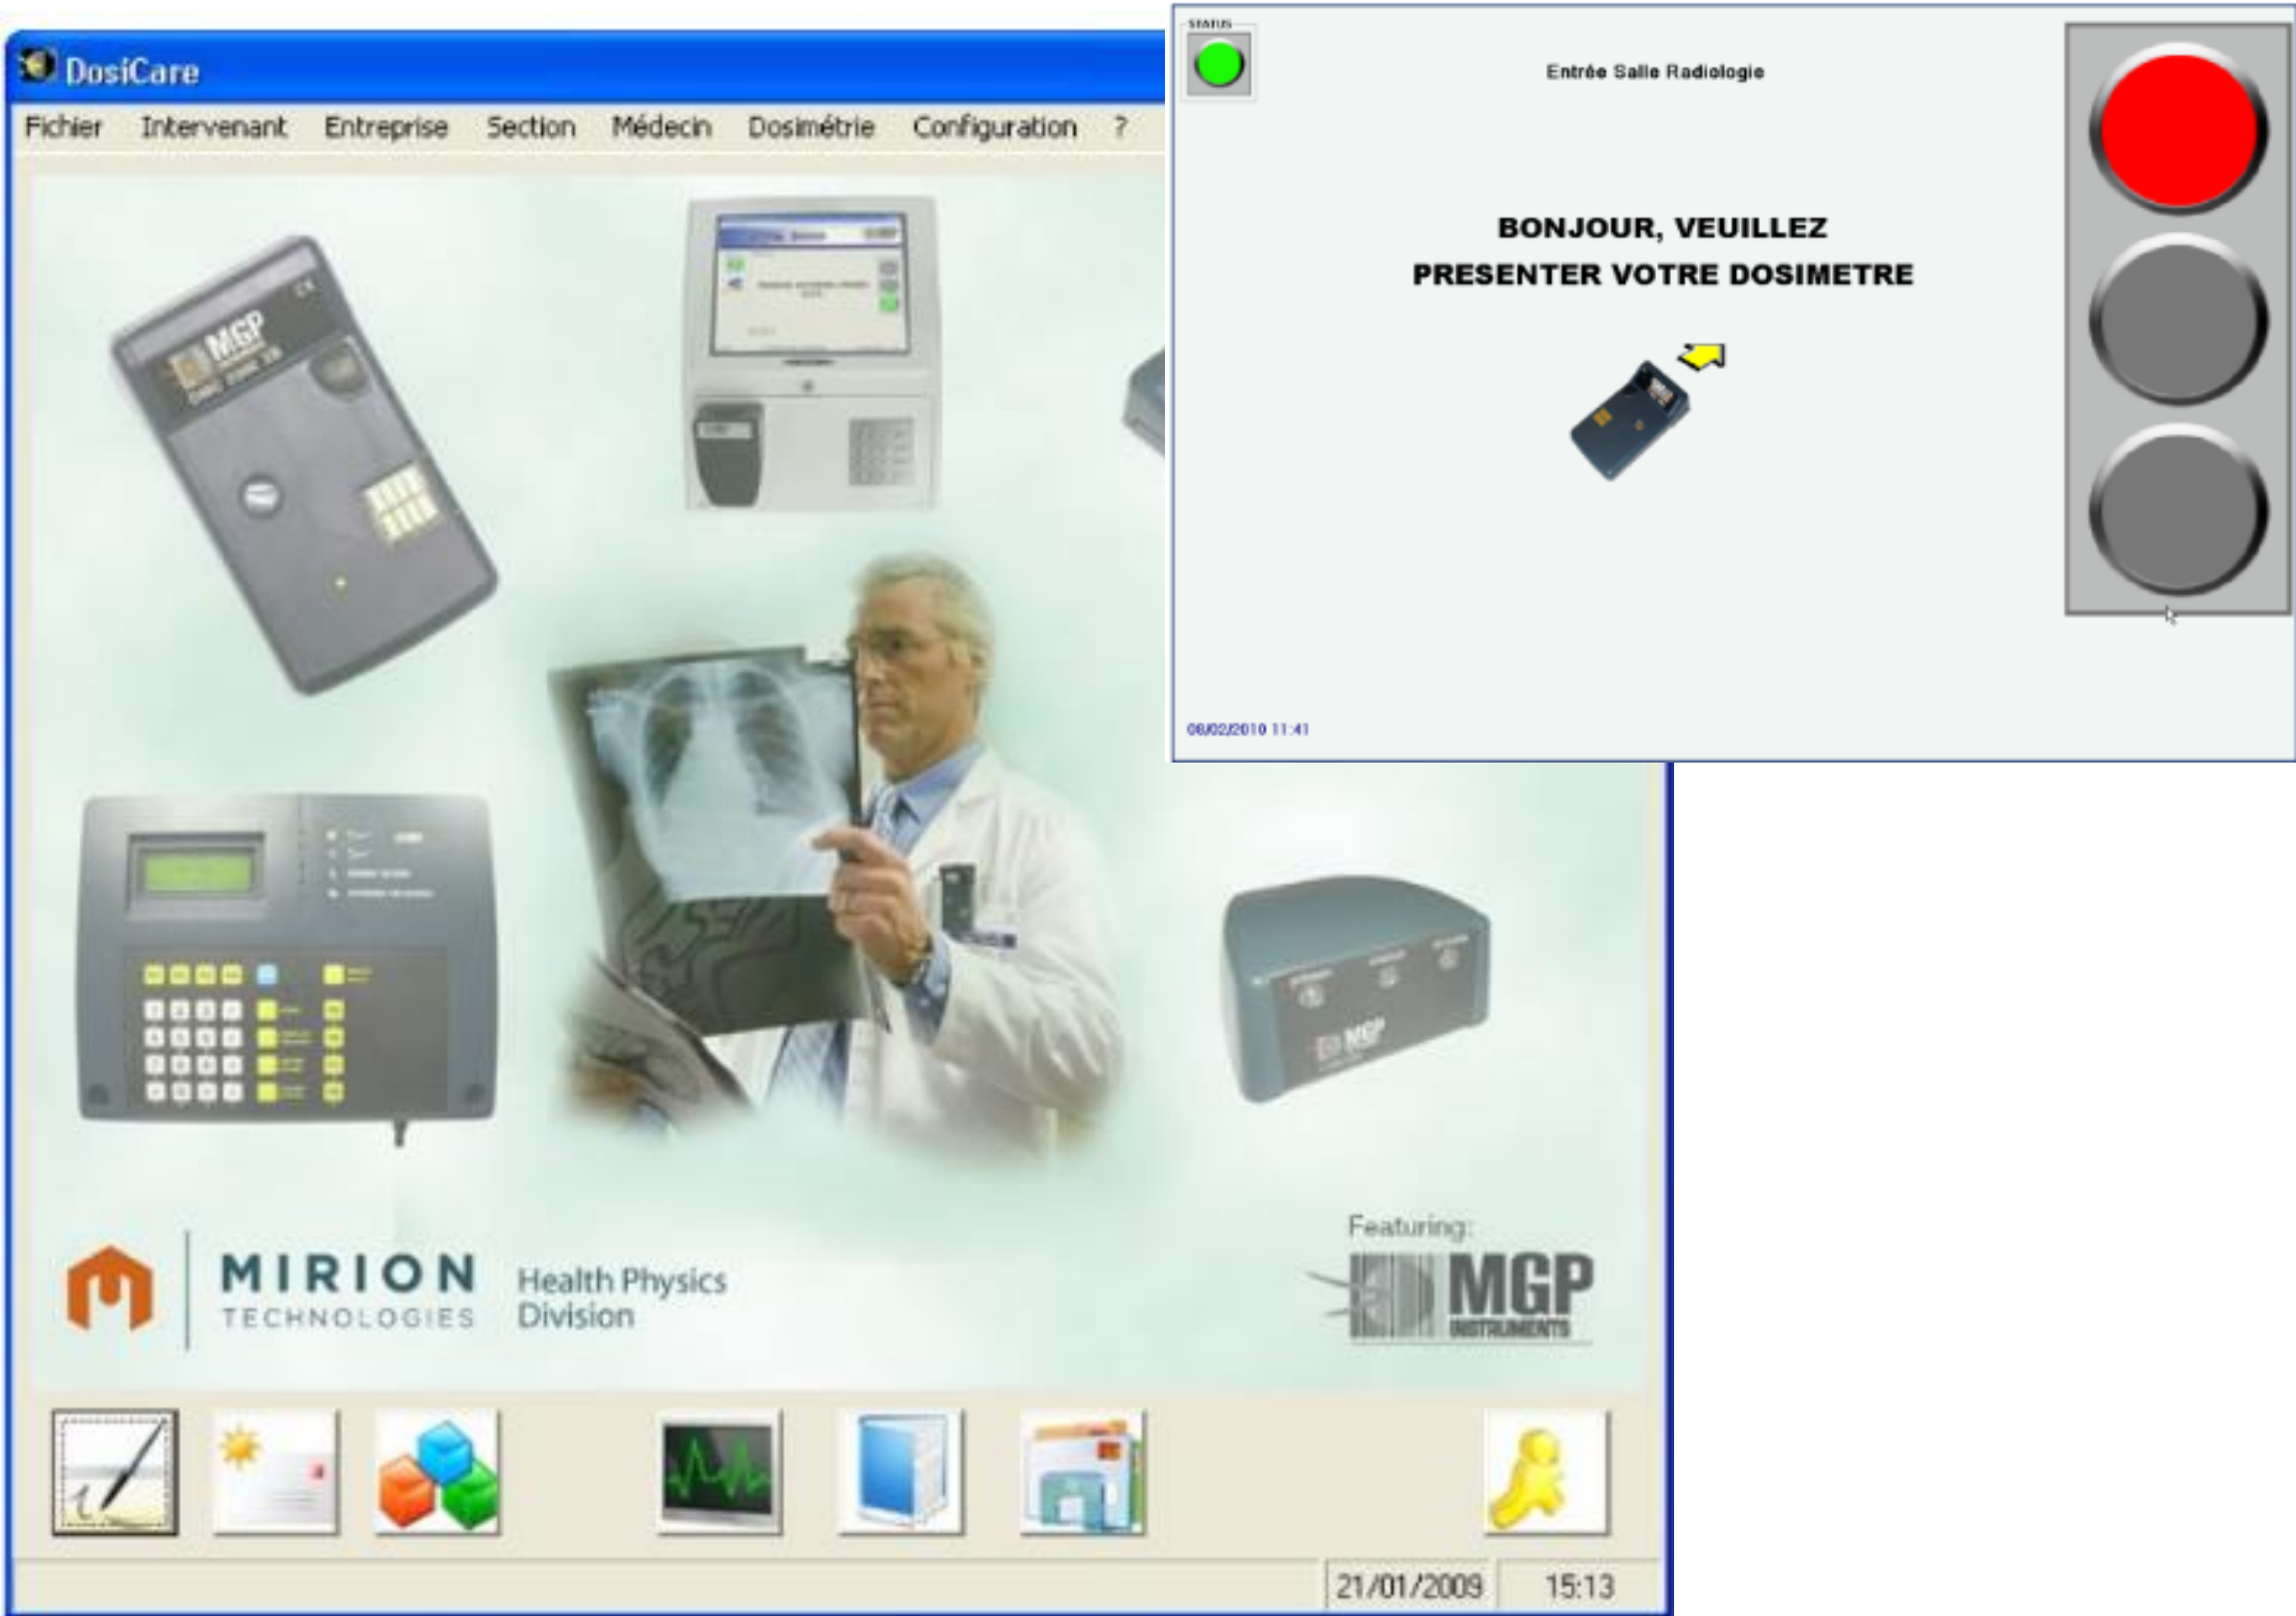 DosiCare
Fichier Intervenant Entreprise Section Médecin Dosimétrie Configuration ?
MGP
MGP
MIRION
TECHNOLOGIES
Health Physics
Division
Featuring:
MGP
INSTRUMENTS
21/01/2009 15:13
STATUS
Entrée Salle Radiologie
BONJOUR, VEUILLEZ
PRESENTER VOTRE DOSIMETRE
08/02/2010 11:41